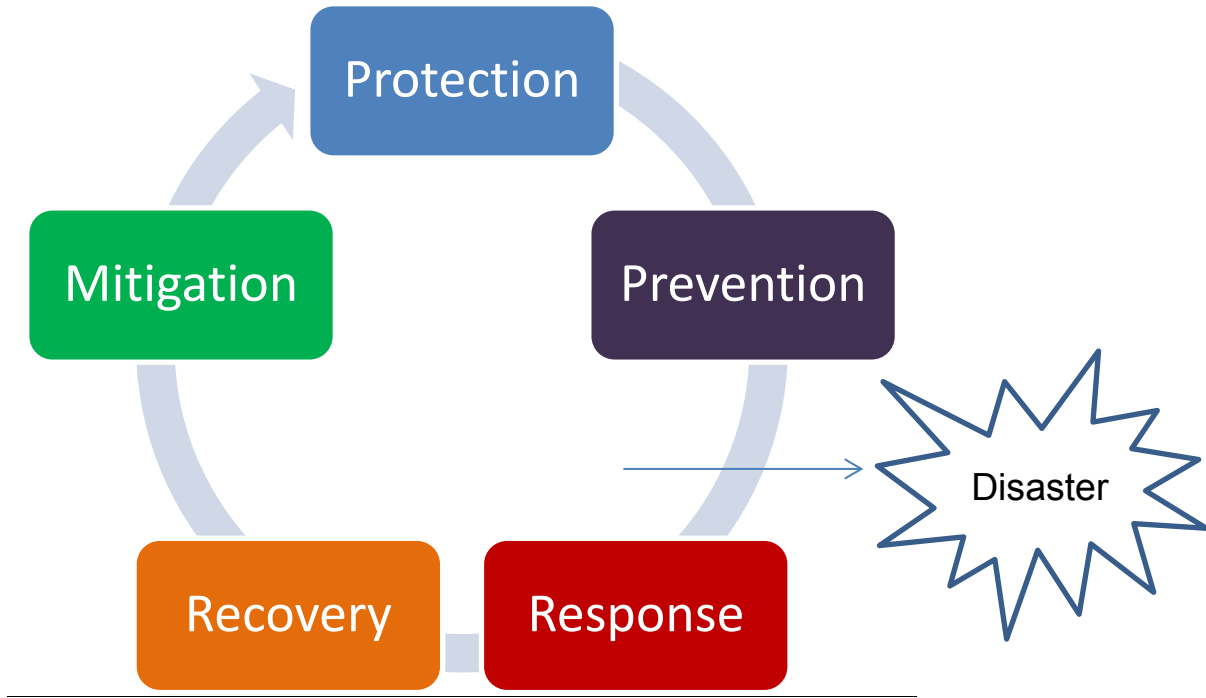 Protection
Prevention
Disaster
Response
Recovery
Mitigation